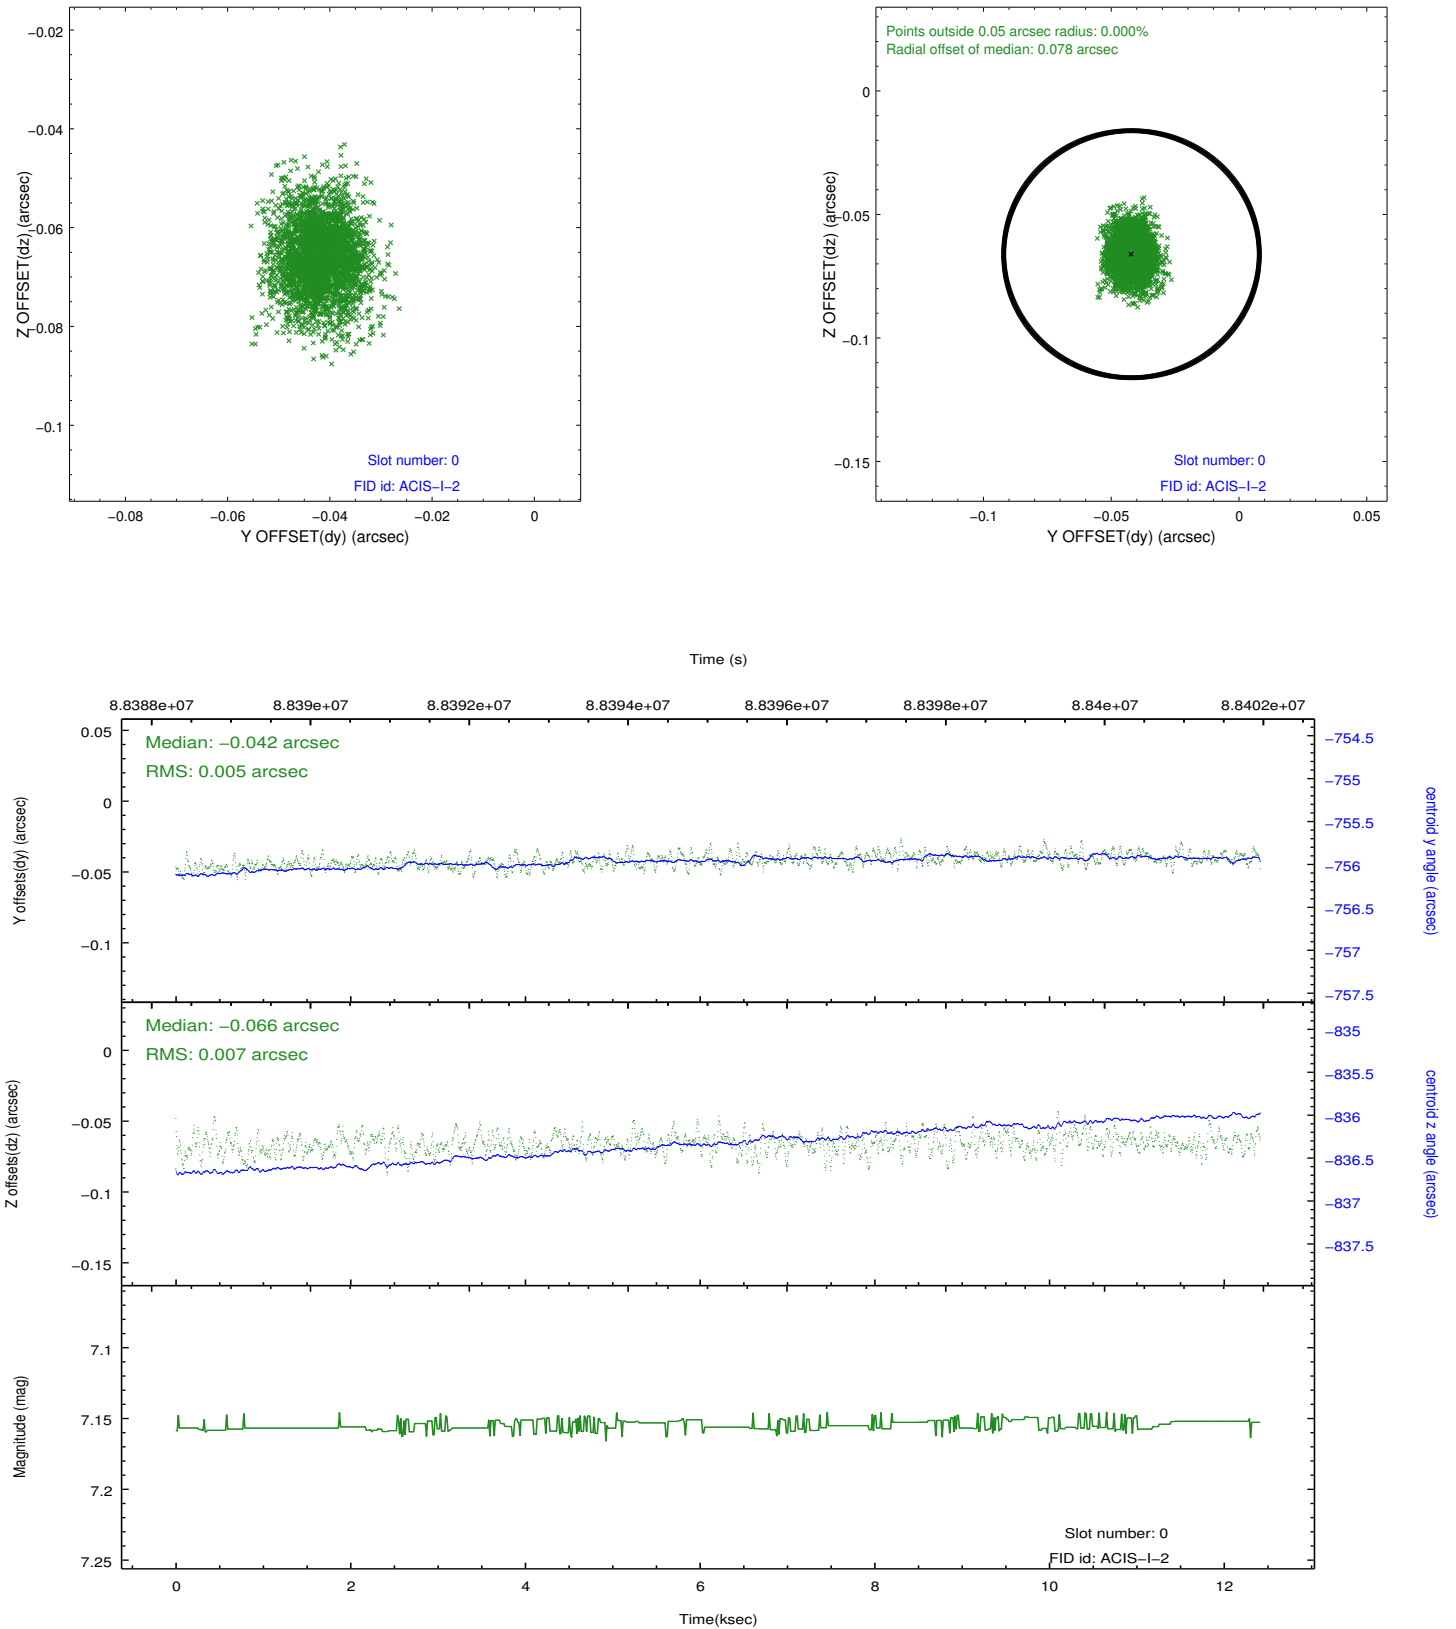 −0.02
−0.04
−0.06
−0.08
−0.1
Z OFFSET(dz) (arcsec)
Slot number: 0
FID id: ACIS−I−2
−0.08
−0.06
−0.04
−0.02
0
Y OFFSET(dy) (arcsec)
Points outside 0.05 arcsec radius: 0.000%
Radial offset of median: 0.078 arcsec
0
−0.05
−0.1
−0.15
Z OFFSET(dz) (arcsec)
Slot number: 0
FID id: ACIS−I−2
−0.1
−0.05
0
0.05
Y OFFSET(dy) (arcsec)
Time (s)
8.8388e+07
8.839e+07
8.8392e+07
8.8394e+07
8.8396e+07
8.8398e+07
8.84e+07
8.8402e+07
Median: −0.042 arcsec
RMS: 0.005 arcsec
0.05
0
−0.05
−0.1
Y offsets(dy) (arcsec)
−754.5
−755
−755.5
−756
−756.5
−757
−757.5
centroid y angle (arcsec)
Median: −0.066 arcsec
RMS: 0.007 arcsec
0
−0.05
−0.1
−0.15
Z offsets(dz) (arcsec)
−835
−835.5
−836
−836.5
−837
−837.5
centroid z angle (arcsec)
7.1
7.15
7.2
7.25
Magnitude (mag)
Slot number: 0
FID id: ACIS−I−2
0
2
4
6
8
10
12
Time(ksec)